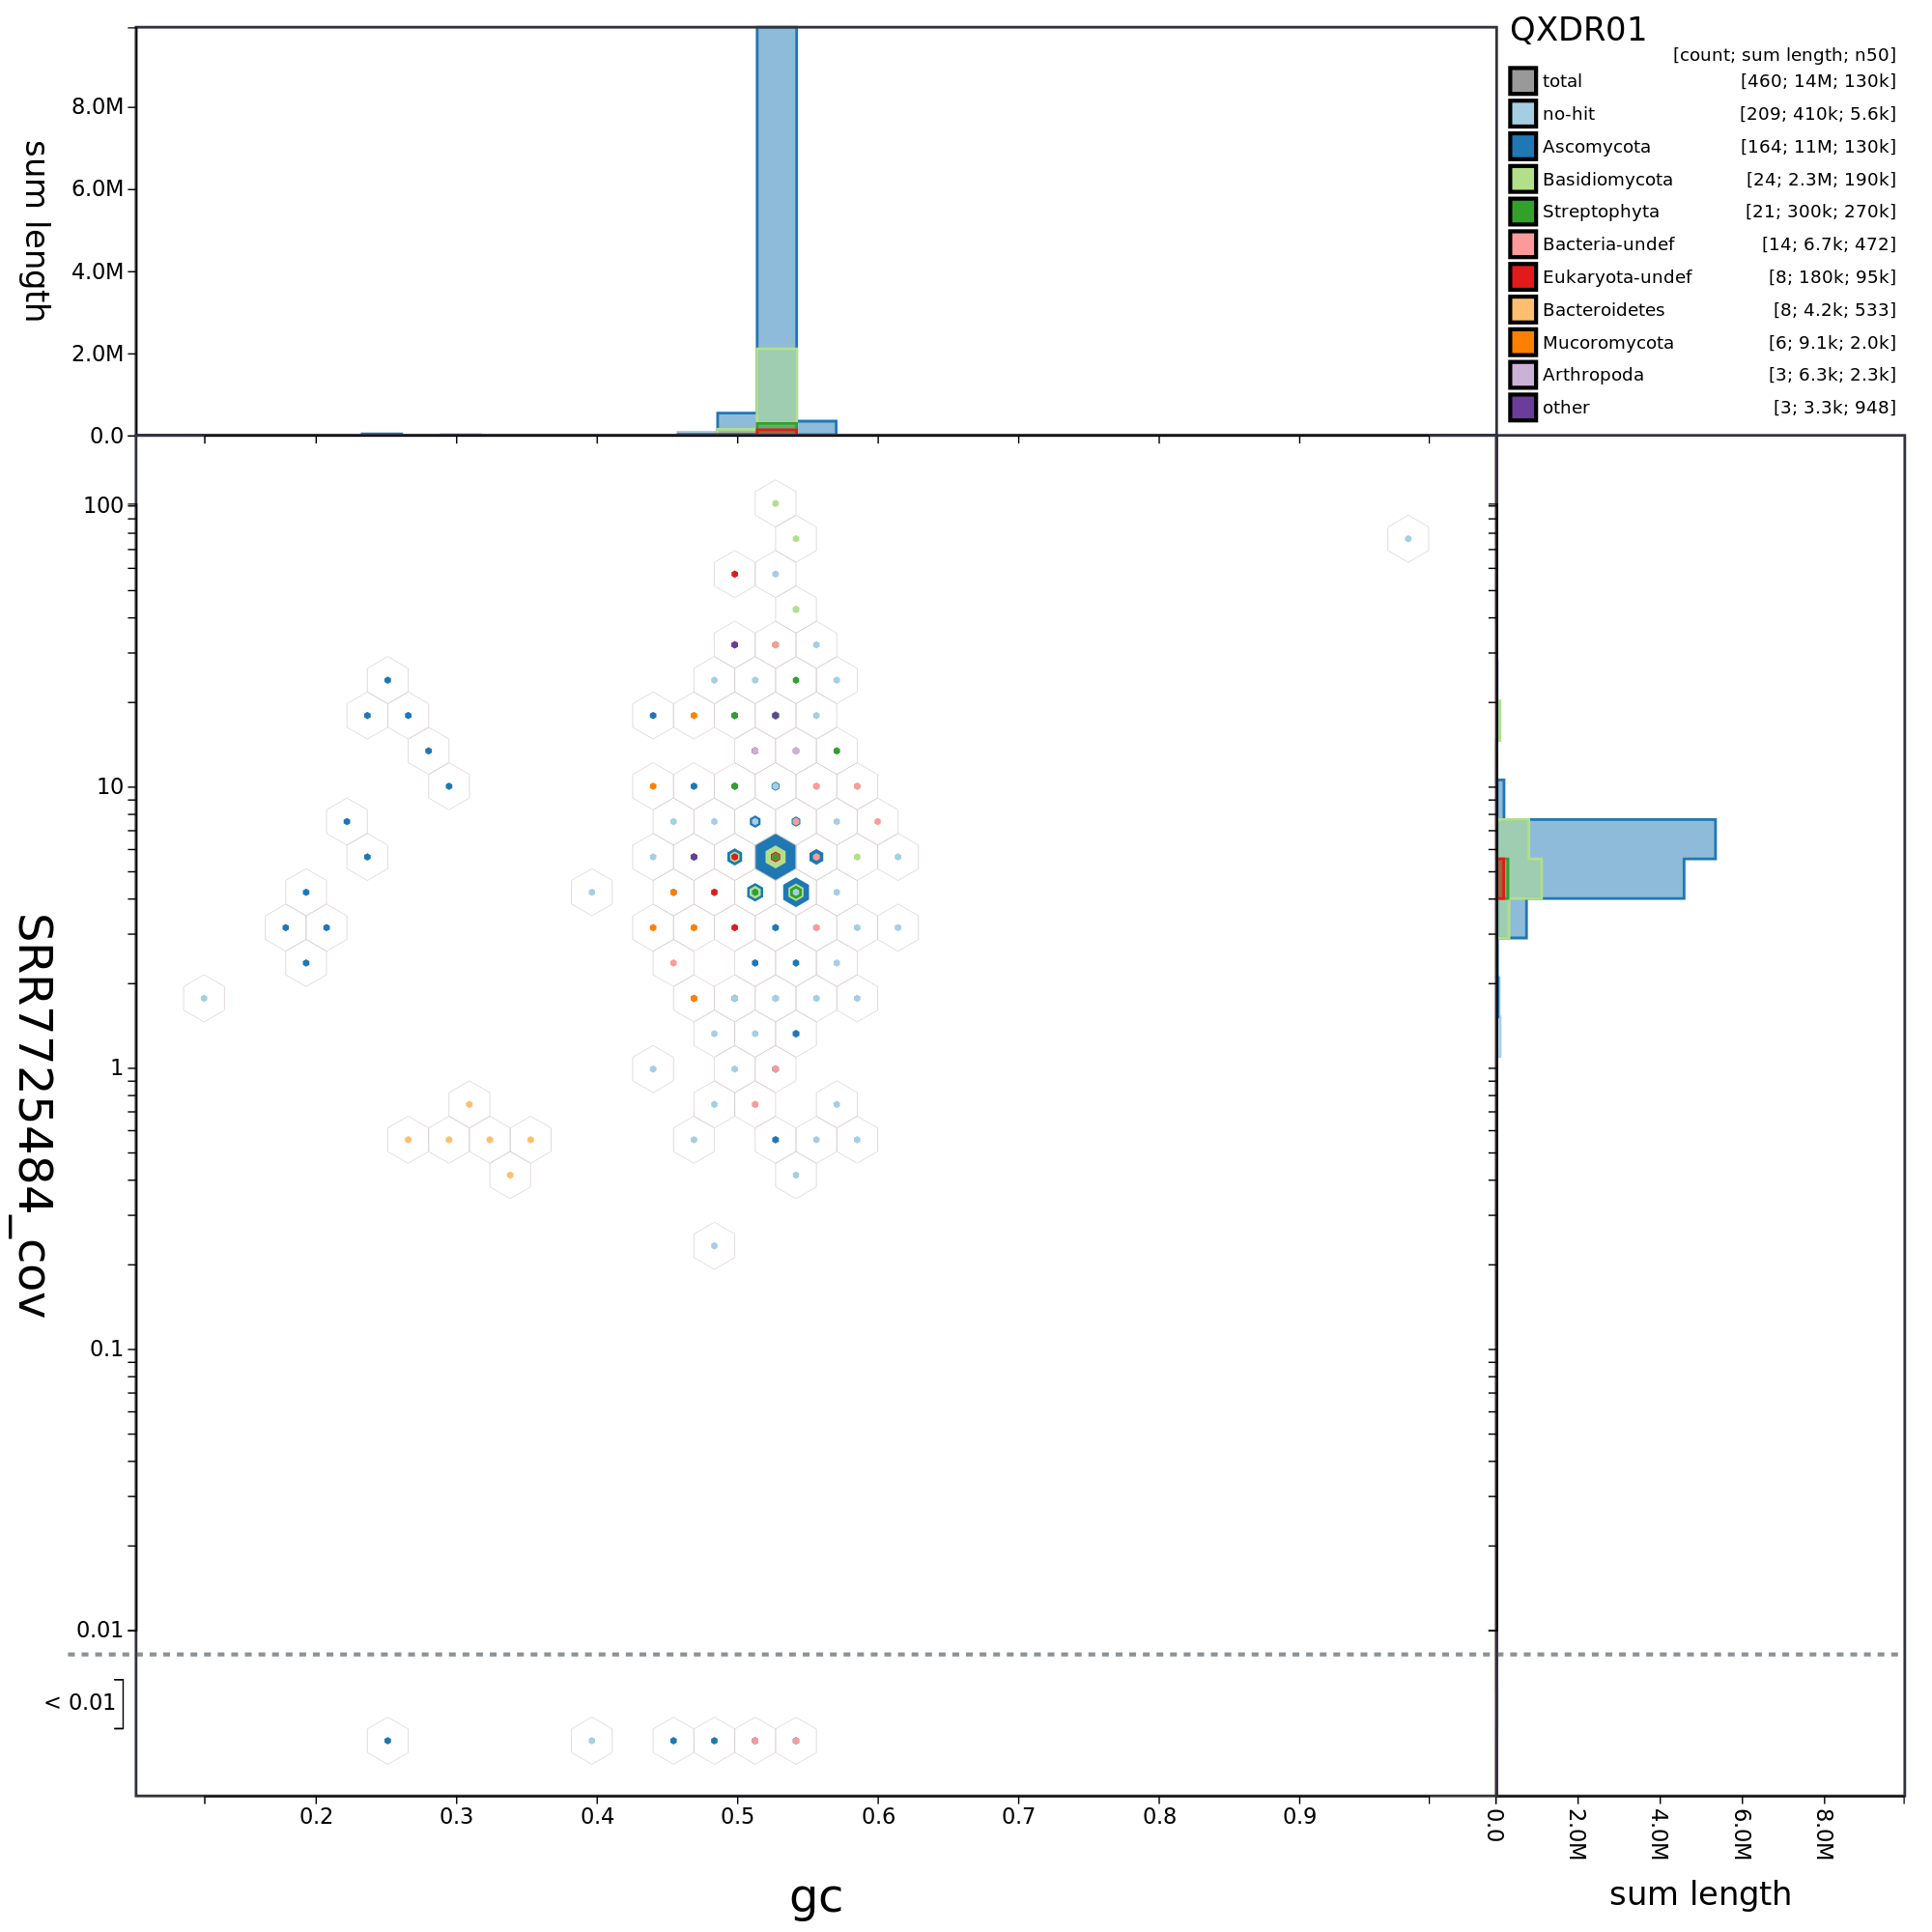 QXDR01
[count; sum length; n50]
total [460; 14M; 130k]
no-hit [209; 410k; 5.6k]
Ascomycota [164; 11M; 130k]
Basidiomycota [24; 2.3M; 190k]
Streptophyta [21; 300k; 270k]
Bacteria-undef [14; 6.7k; 472]
Eukaryota-undef [8; 180k; 95k]
Bacteroidetes [8; 4.2k; 533]
Mucoromycota [6; 9.1k; 2.0k]
Arthropoda [3; 6.3k; 2.3k]
other [3; 3.3k; 948]
sum length
8.0M
6.0M
4.0M
2.0M
0.0
SRR7725484_cov
100
10
1
0.1
0.01
< 0.01
0.2 0.3 0.4 0.5 0.6 0.7 0.8 0.9
gc
0.0 2.0M 4.0M 6.0M 8.0M
sum length